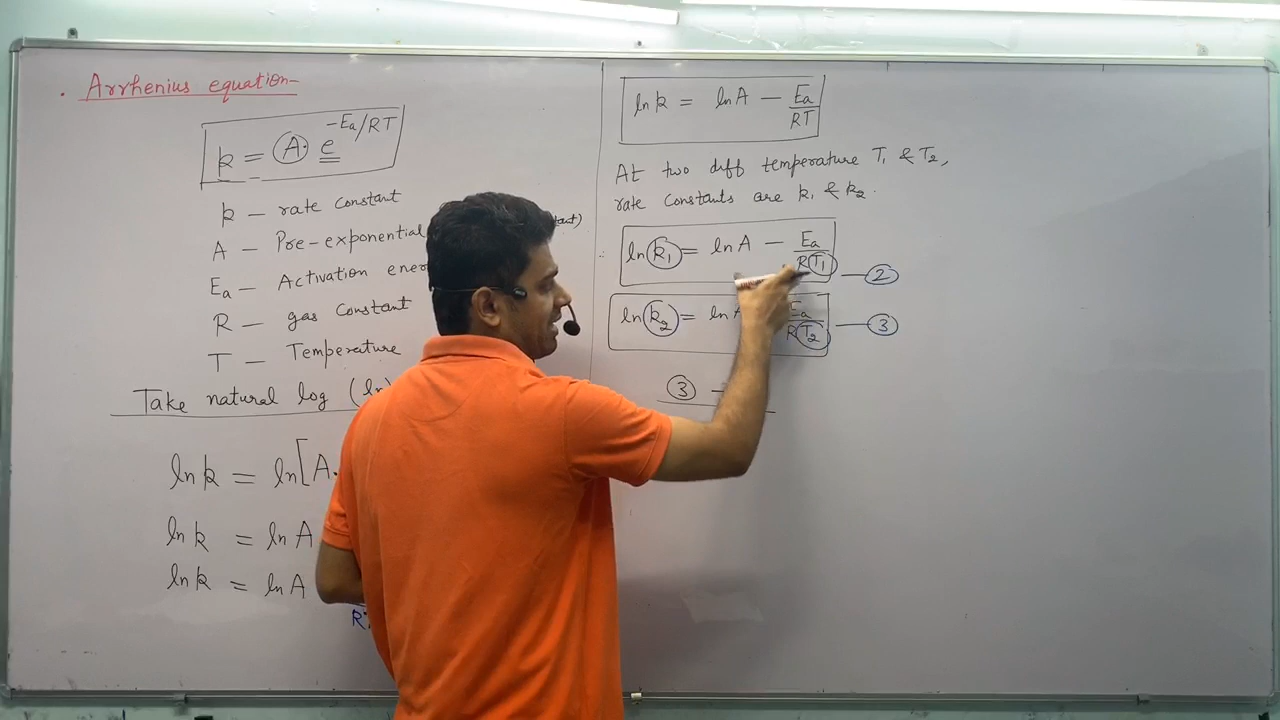 . Arrhenius equation-
k = A. e^-Ea/RT
k – rate constant
A – Pre-exponential tant)
Ea – Activation ener
R – gas constant
T – Temperature
Take natural log (ln)
ln k = ln[A.
ln k = ln A
ln k = ln A
R
ln k = ln A – Ea/RT
At two diff temperature T1 & T2,
rate constants are k1 & k2.
∴ ln k1 = ln A – Ea/RT1 — 2
ln k2 = ln A Ea/RT2 — 3
3 –